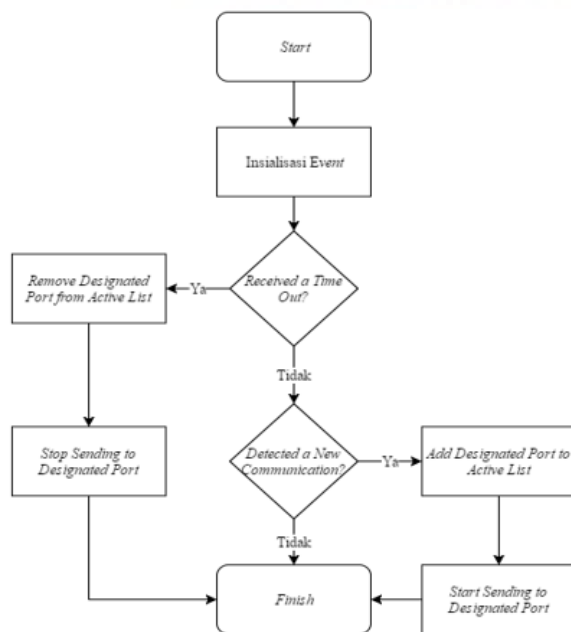 Start
Insialisasi Event
Received a Time
Out?
Ya
Remove Designated
Port from Active List
Tidak
Stop Sending to
Designated Port
Detected a New
Communication?
Ya
Add Designated Port to
Active List
Tidak
Finish
Start Sending to
Designated Port